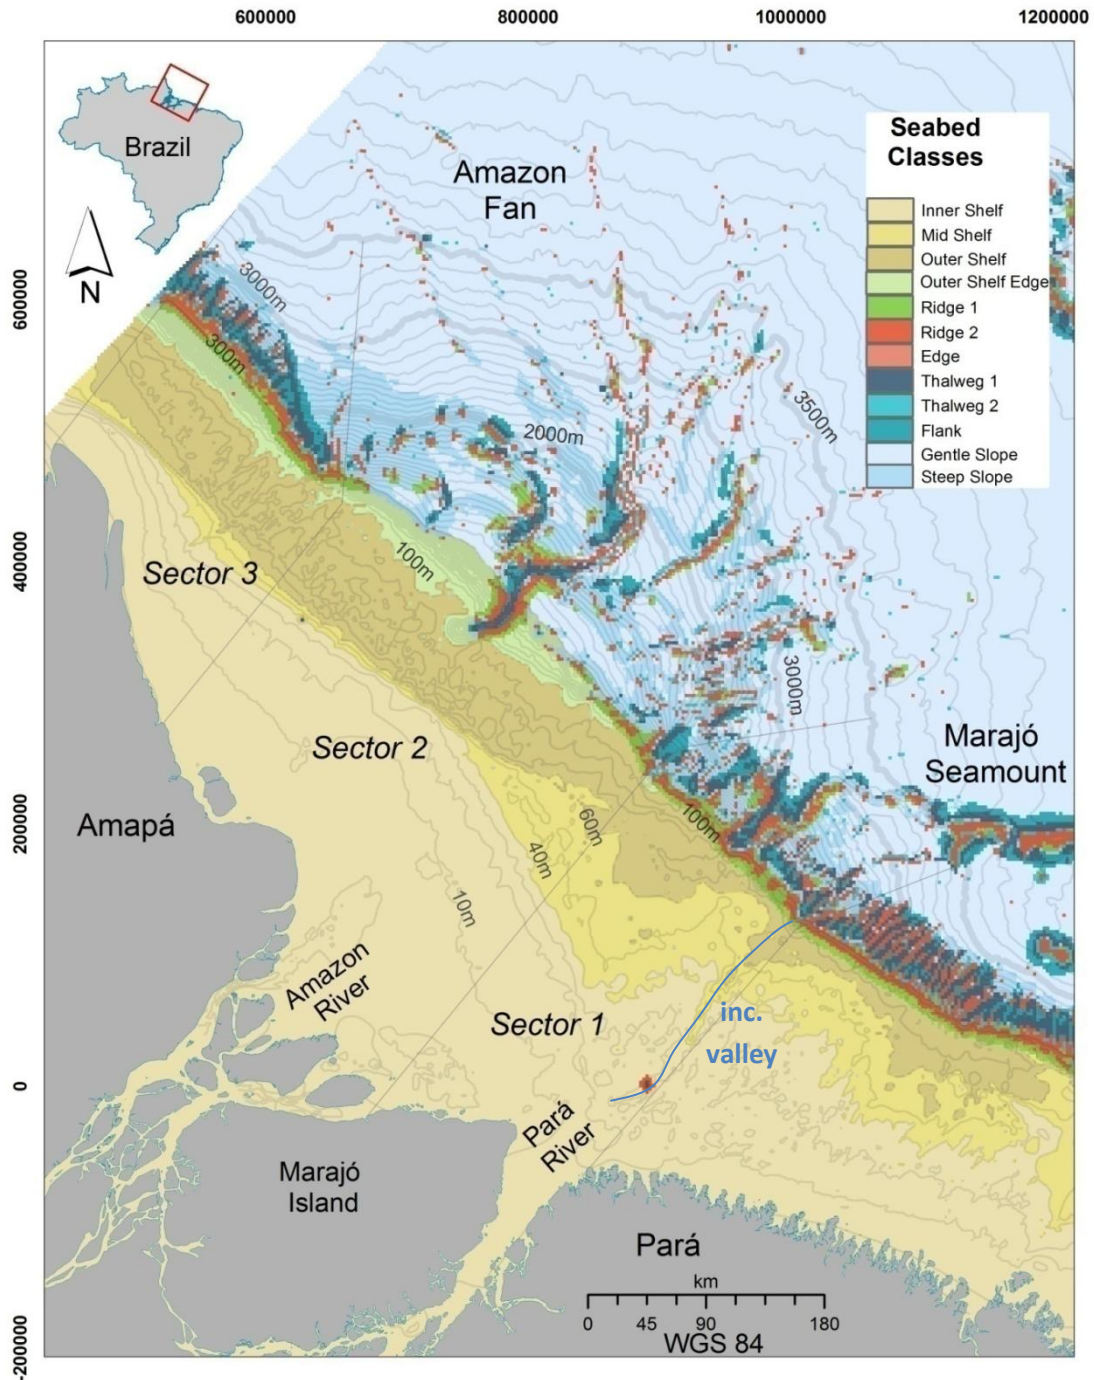 600000
800000
1000000
1200000
600000
400000
200000
0
-200000
Brazil
N
Amazon
Fan
Seabed
Classes
Inner Shelf
Mid Shelf
Outer Shelf
Outer Shelf Edge
Ridge 1
Ridge 2
Edge
Thalweg 1
Thalweg 2
Flank
Gentle Slope
Steep Slope
3000m
300m
2000m
3500m
100m
Sector 3
3000m
Sector 2
Marajó
Seamount
Amapá
100m
60m
40m
10m
Amazon
River
Sector 1
inc.
valley
Pará
River
Marajó
Island
Pará
km
0
45
90
180
WGS 84